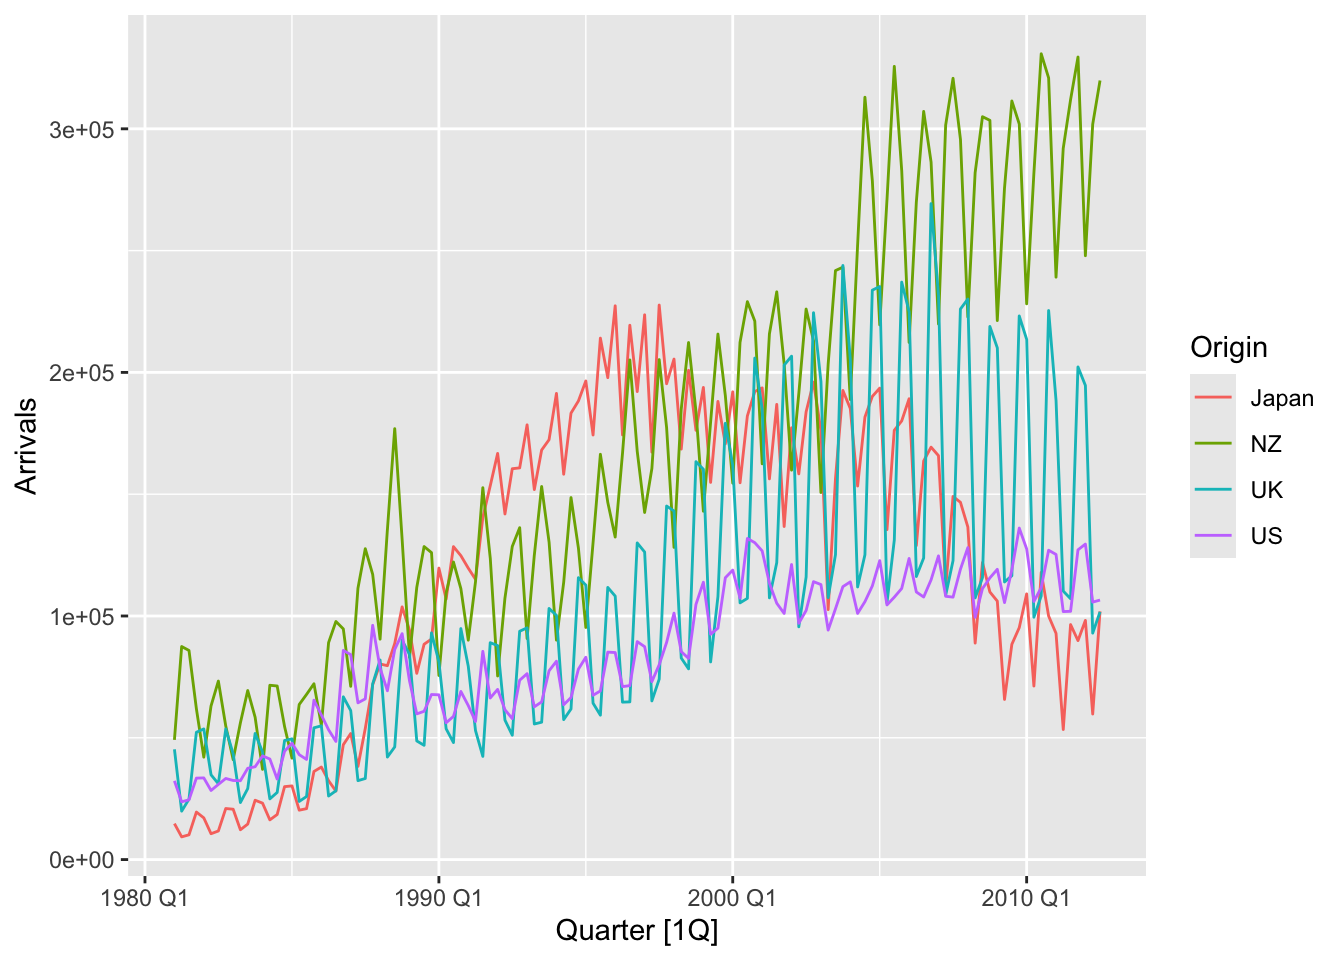 3e+05
2e+05
1e+05
0e+00
Arrivals
1980 Q1
1990 Q1
2000 Q1
2010 Q1
Quarter [1Q]
Origin
Japan
NZ
UK
US